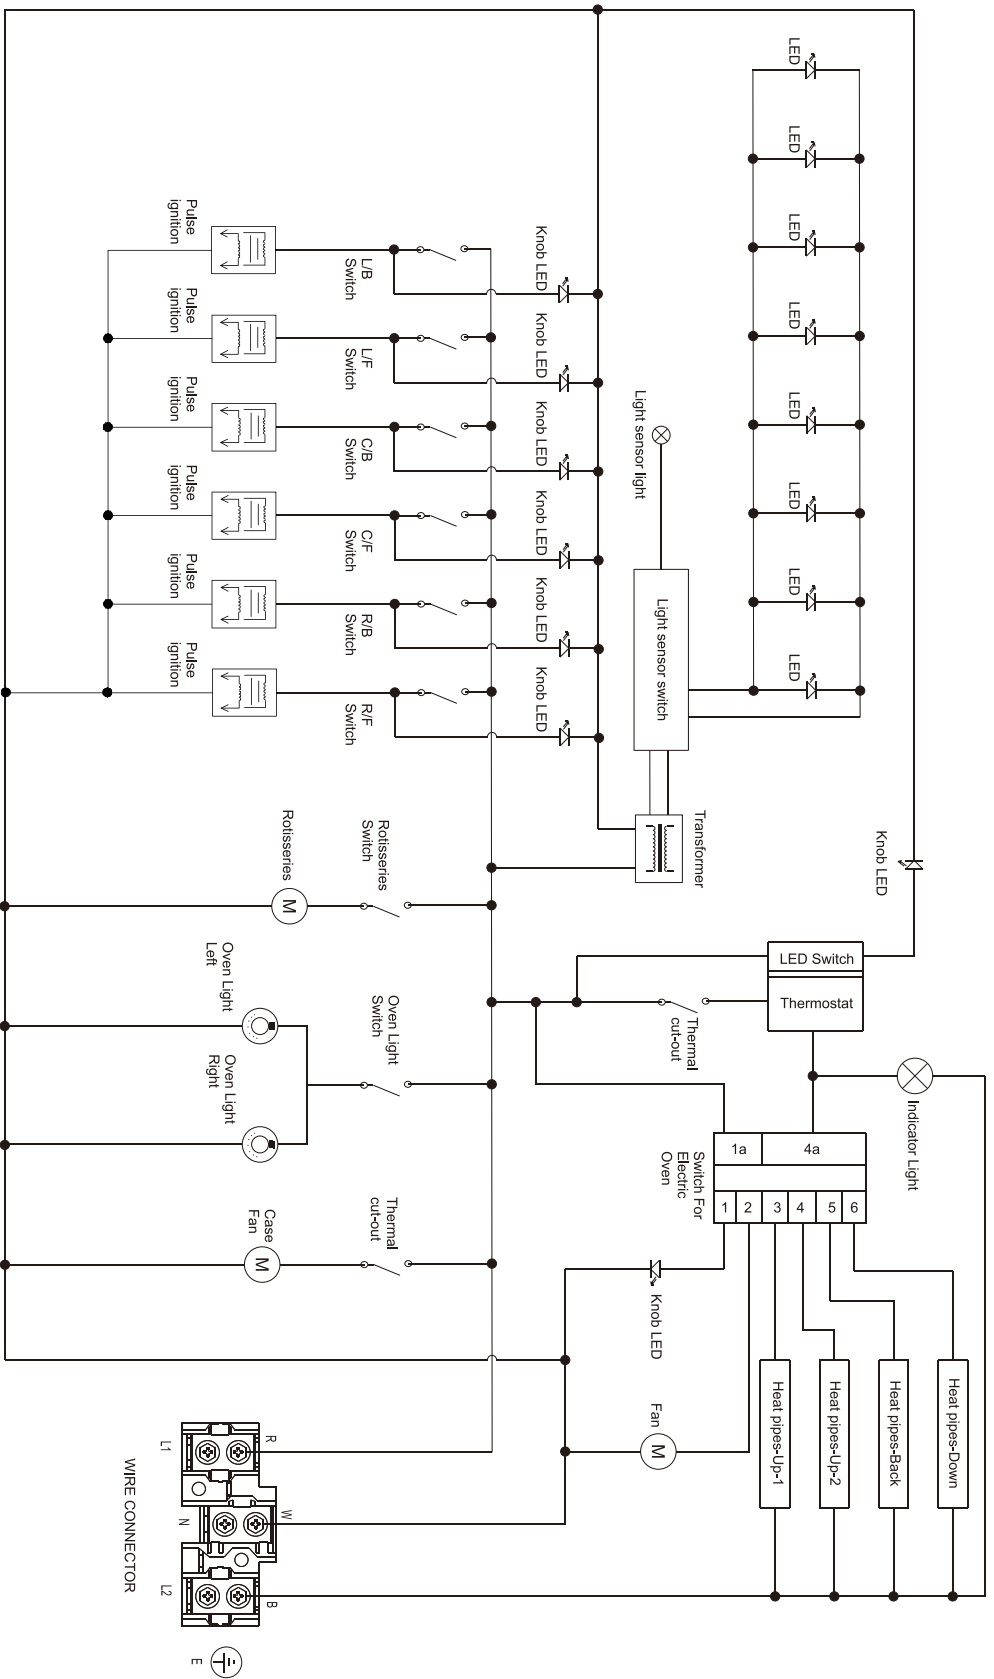 LED
LED
LED
LED
LED
LED
LED
LED
Pulse
ignition
Pulse
ignition
Pulse
ignition
Pulse
ignition
Pulse
ignition
Pulse
ignition
L/B
Switch
L/F
Switch
C/B
Switch
C/F
Switch
R/B
Switch
R/F
Switch
Knob LED
Knob LED
Knob LED
Knob LED
Knob LED
Knob LED
Light sensor light
Light sensor switch
Transformer
Knob LED
Rotisseries
Rotisseries
Switch
LED Switch
Thermostat
Thermal
cut-out
Oven Light
Left
Oven Light
Right
Oven Light
Switch
Indicator Light
1a
4a
1
2
3
4
5
6
Switch For
Electric
Oven
Case
Fan
Thermal
cut-out
Knob LED
Fan
M
M
M
Heat pipes-Up-1
Heat pipes-Up-2
Heat pipes-Back
Heat pipes-Down
R
L1
W
N
B
L2
WIRE CONNECTOR
E